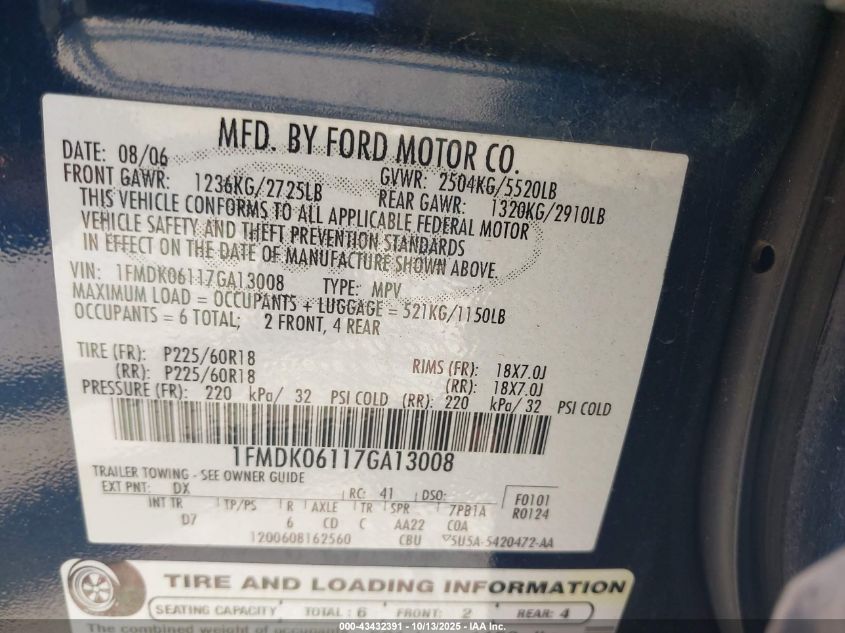 MFD. BY FORD MOTOR CO.
DATE: 08/06 GVWR: 2504KG/5520LB
FRONT GAWR: 1236KG/2725LB REAR GAWR: 1320KG/2910LB
THIS VEHICLE CONFORMS TO ALL APPLICABLE FEDERAL MOTOR
VEHICLE SAFETY AND THEFT PREVENTION STANDARDS
IN EFFECT ON THE DATE OF MANUFACTURE SHOWN ABOVE.
VIN: 1FMDK06117GA13008 TYPE: MPV
MAXIMUM LOAD = OCCUPANTS + LUGGAGE = 521KG/1150LB
OCCUPANTS = 6 TOTAL; 2 FRONT, 4 REAR
TIRE (FR): P225/60R18 RIMS (FR): 18X7.0J
(RR): P225/60R18 (RR): 18X7.0J
PRESSURE (FR): 220 kPa/ 32 PSI COLD (RR): 220 kPa/ 32 PSI COLD
1FMDK06117GA13008
TRAILER TOWING - SEE OWNER GUIDE
EXT PNT: DX RC: 41 DSO: F0101
INT TR TP/PS R AXLE TR SPR 7PB1A R0124
D7 6 CD C AA22 COA
1200608162560 CBU 5U5A-5420472-AA
TIRE AND LOADING INFORMATION
SEATING CAPACITY TOTAL : 6 FRONT: 2 REAR: 4
The combined weight of
000-43432391 - 10/13/2025 - IAA Inc.